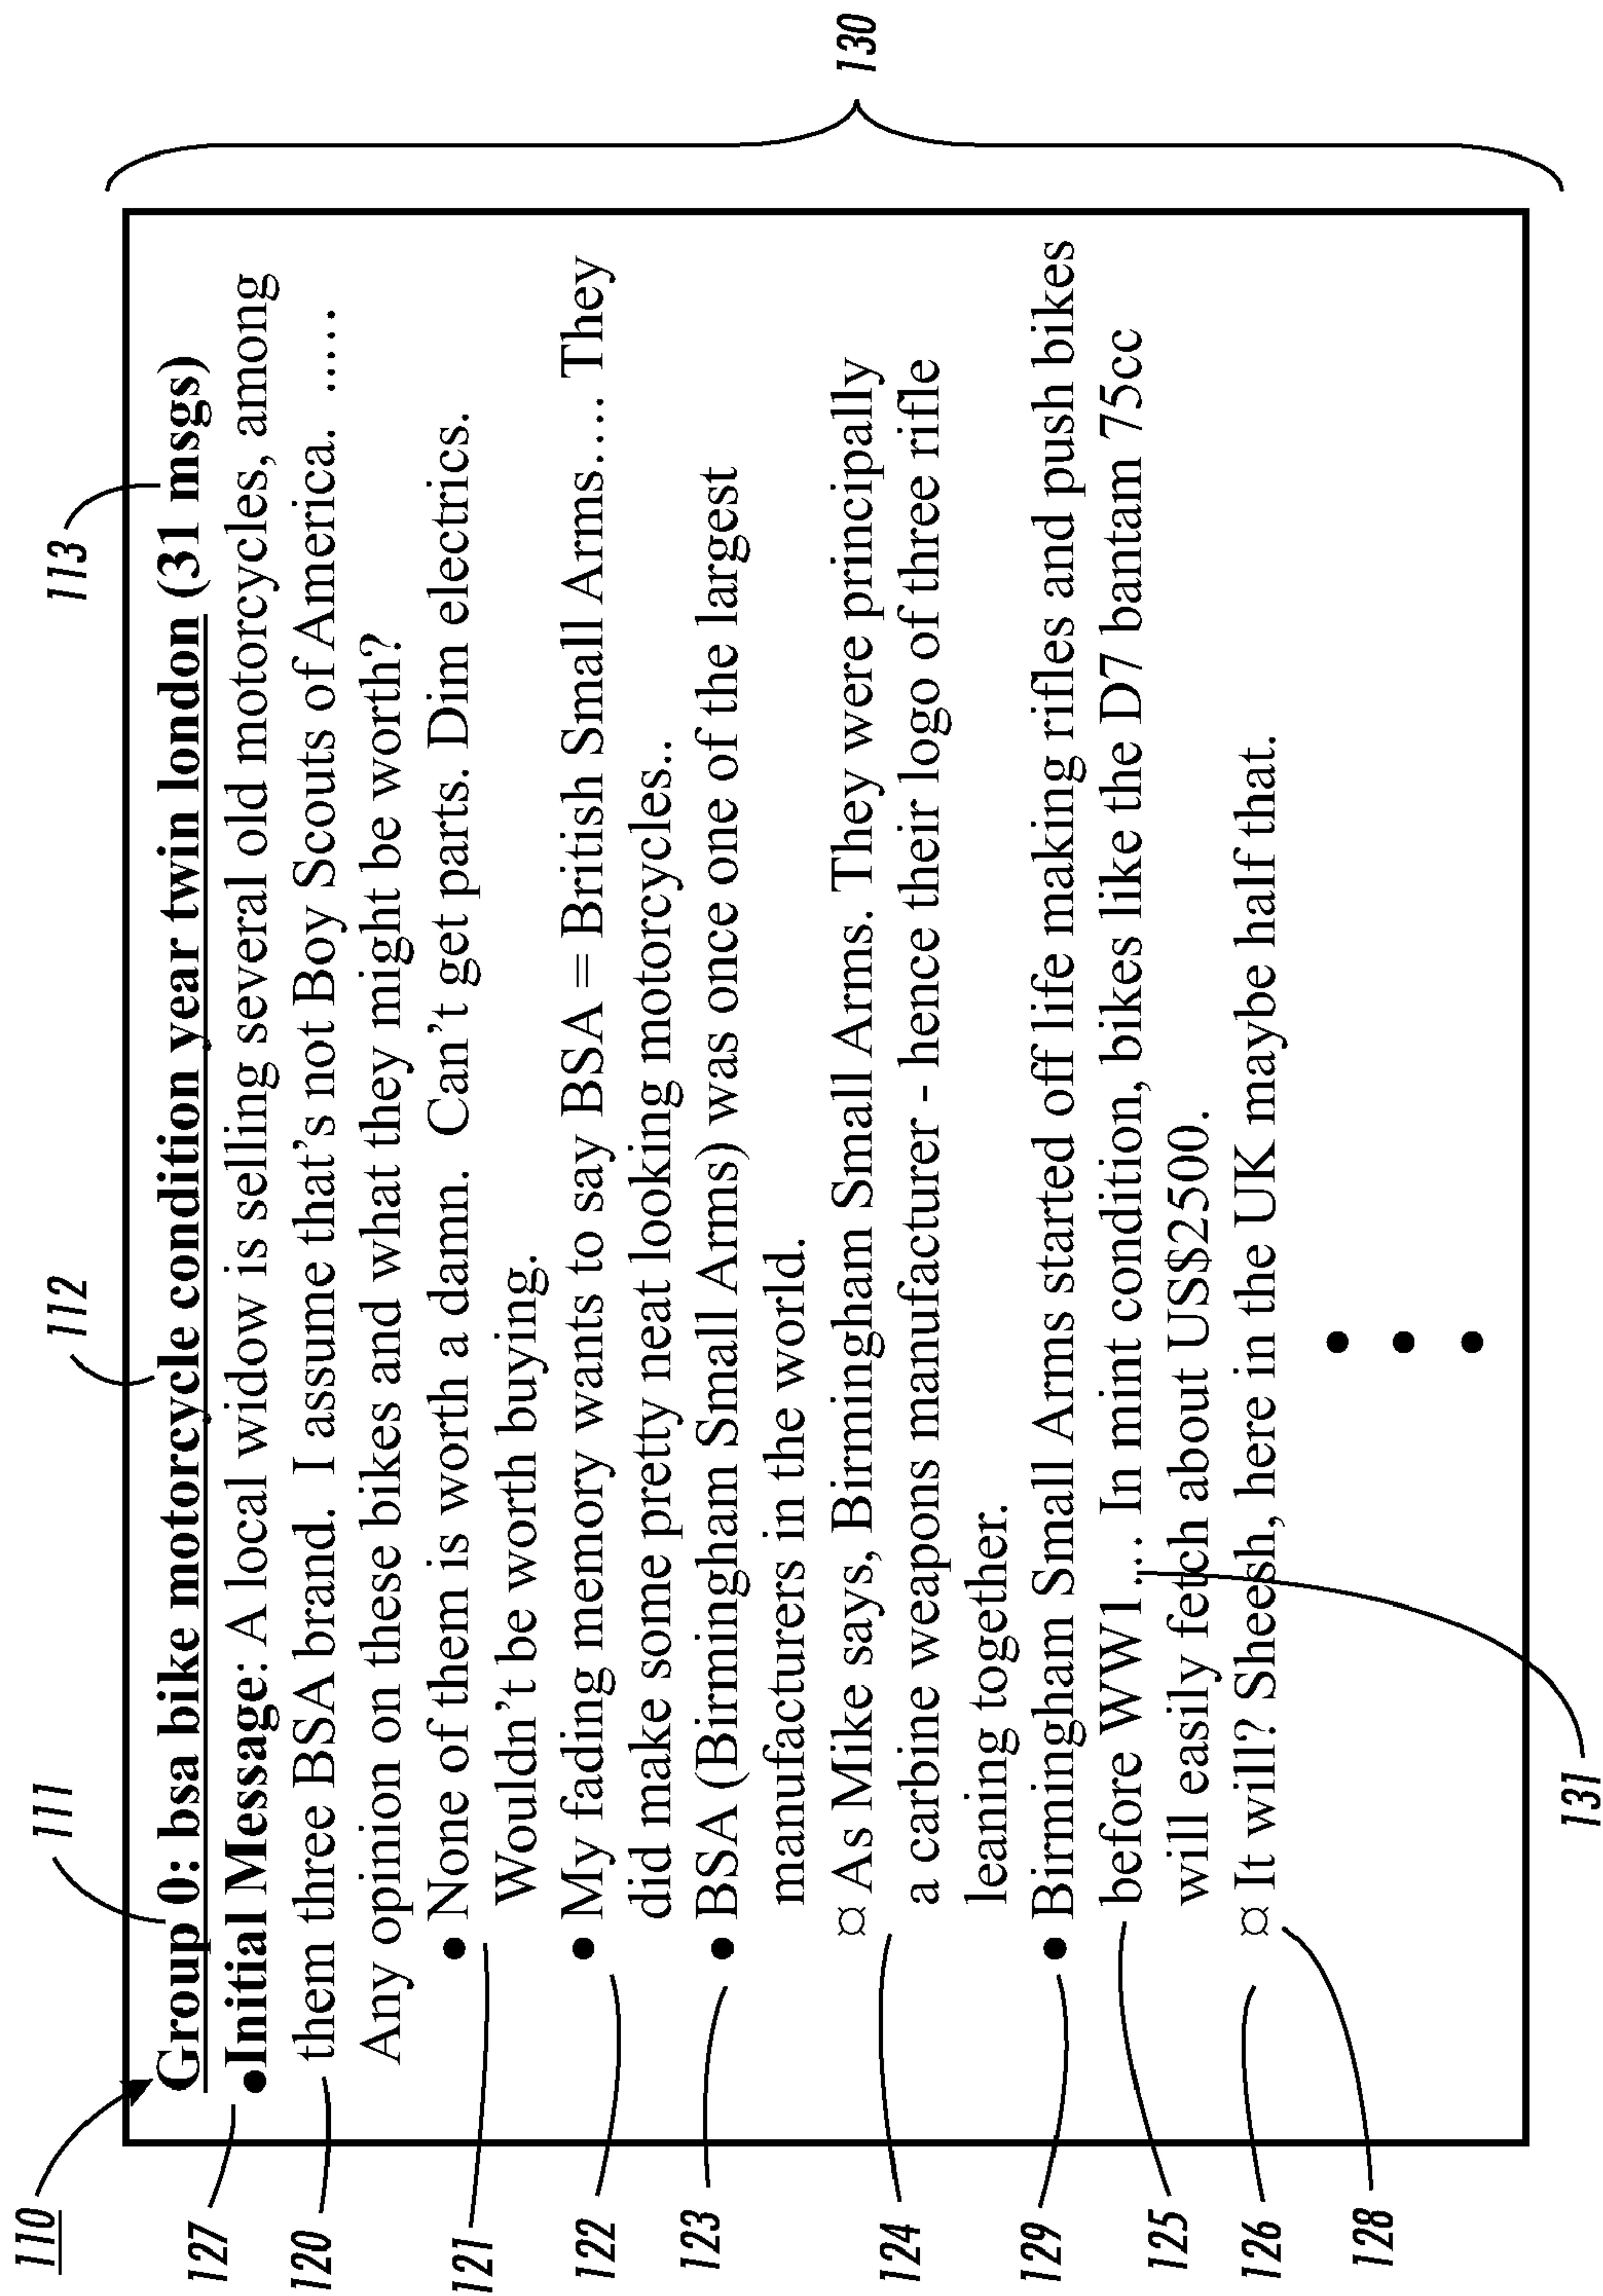 110
111
112
113
Group 0: bsa bike motorcycle condition year twin london (31 msgs)
127
●Initial Message: A local widow is selling several old motorcycles, among
120
them three BSA brand. I assume that's not Boy Scouts of America. .....
Any opinion on these bikes and what they might be worth?
121
● None of them is worth a damn. Can't get parts. Dim electrics.
Wouldn't be worth buying.
122
● My fading memory wants to say BSA = British Small Arms.... They
did make some pretty neat looking motorcycles..
123
● BSA (Birmingham Small Arms) was once one of the largest
manufacturers in the world.
124
¤ As Mike says, Birmingham Small Arms. They were principally
a carbine weapons manufacturer - hence their logo of three rifle
leaning together.
129
● Birmingham Small Arms started off life making rifles and push bikes
125
before WW1... In mint condition, bikes like the D7 bantam 75cc
will easily fetch about US$2500.
126
¤ It will? Sheesh, here in the UK maybe half that.
128
●
●
●
130
131